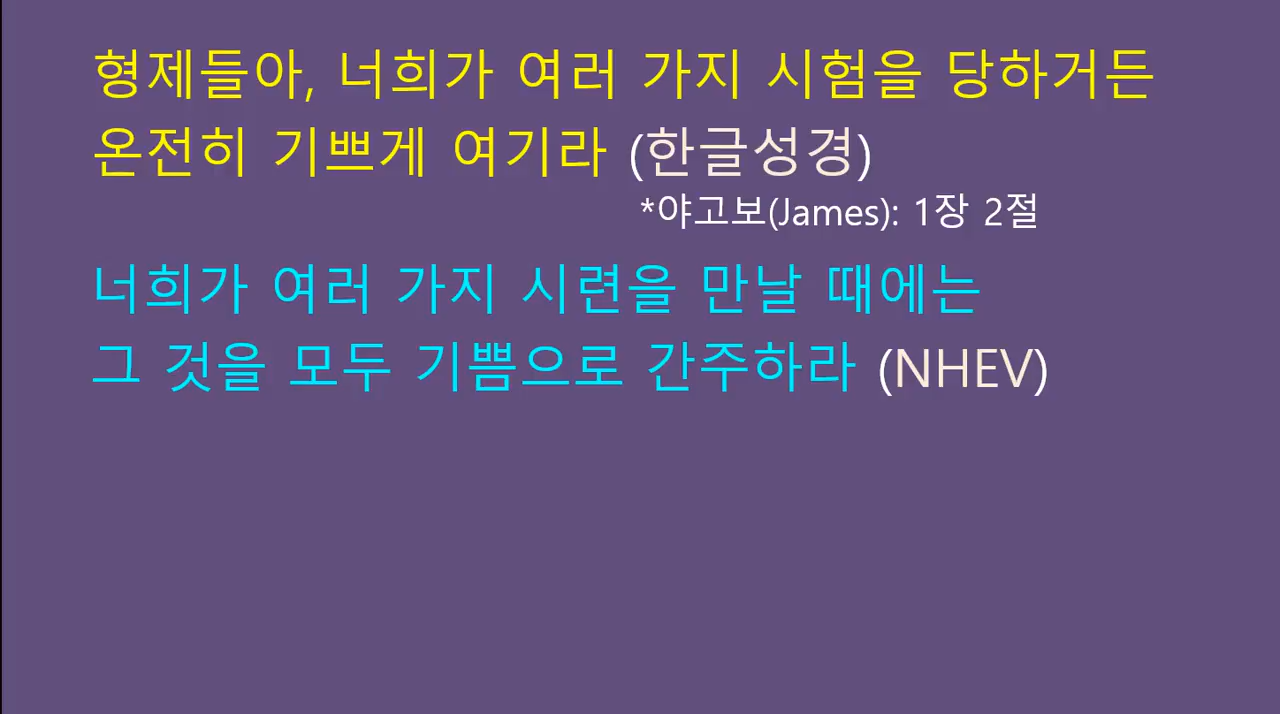 형제들아, 너희가 여러 가지 시험을 당하거든
온전히 기쁘게 여기라 (한글성경)
*야고보(James): 1장 2절
너희가 여러 가지 시련을 만날 때에는
그 것을 모두 기쁨으로 간주하라 (NHEV)